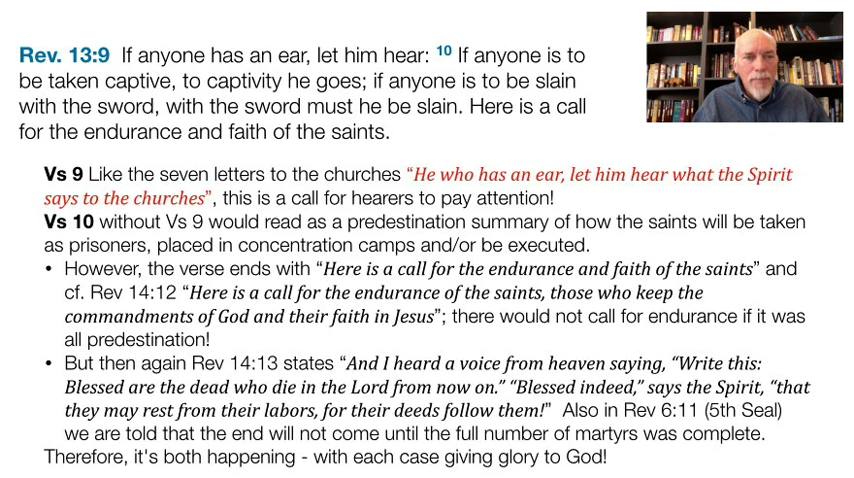 Rev. 13:9 If anyone has an ear, let him hear: 10 If anyone is to
be taken captive, to captivity he goes; if anyone is to be slain
with the sword, with the sword must he be slain. Here is a call
for the endurance and faith of the saints.
Vs 9 Like the seven letters to the churches “He who has an ear, let him hear what the Spirit
says to the churches”, this is a call for hearers to pay attention!
Vs 10 without Vs 9 would read as a predestination summary of how the saints will be taken
as prisoners, placed in concentration camps and/or be executed.
• However, the verse ends with “Here is a call for the endurance and faith of the saints” and
cf. Rev 14:12 “Here is a call for the endurance of the saints, those who keep the
commandments of God and their faith in Jesus”; there would not call for endurance if it was
all predestination!
• But then again Rev 14:13 states “And I heard a voice from heaven saying, “Write this:
Blessed are the dead who die in the Lord from now on.” “Blessed indeed,” says the Spirit, “that
they may rest from their labors, for their deeds follow them!” Also in Rev 6:11 (5th Seal)
we are told that the end will not come until the full number of martyrs was complete.
Therefore, it's both happening - with each case giving glory to God!